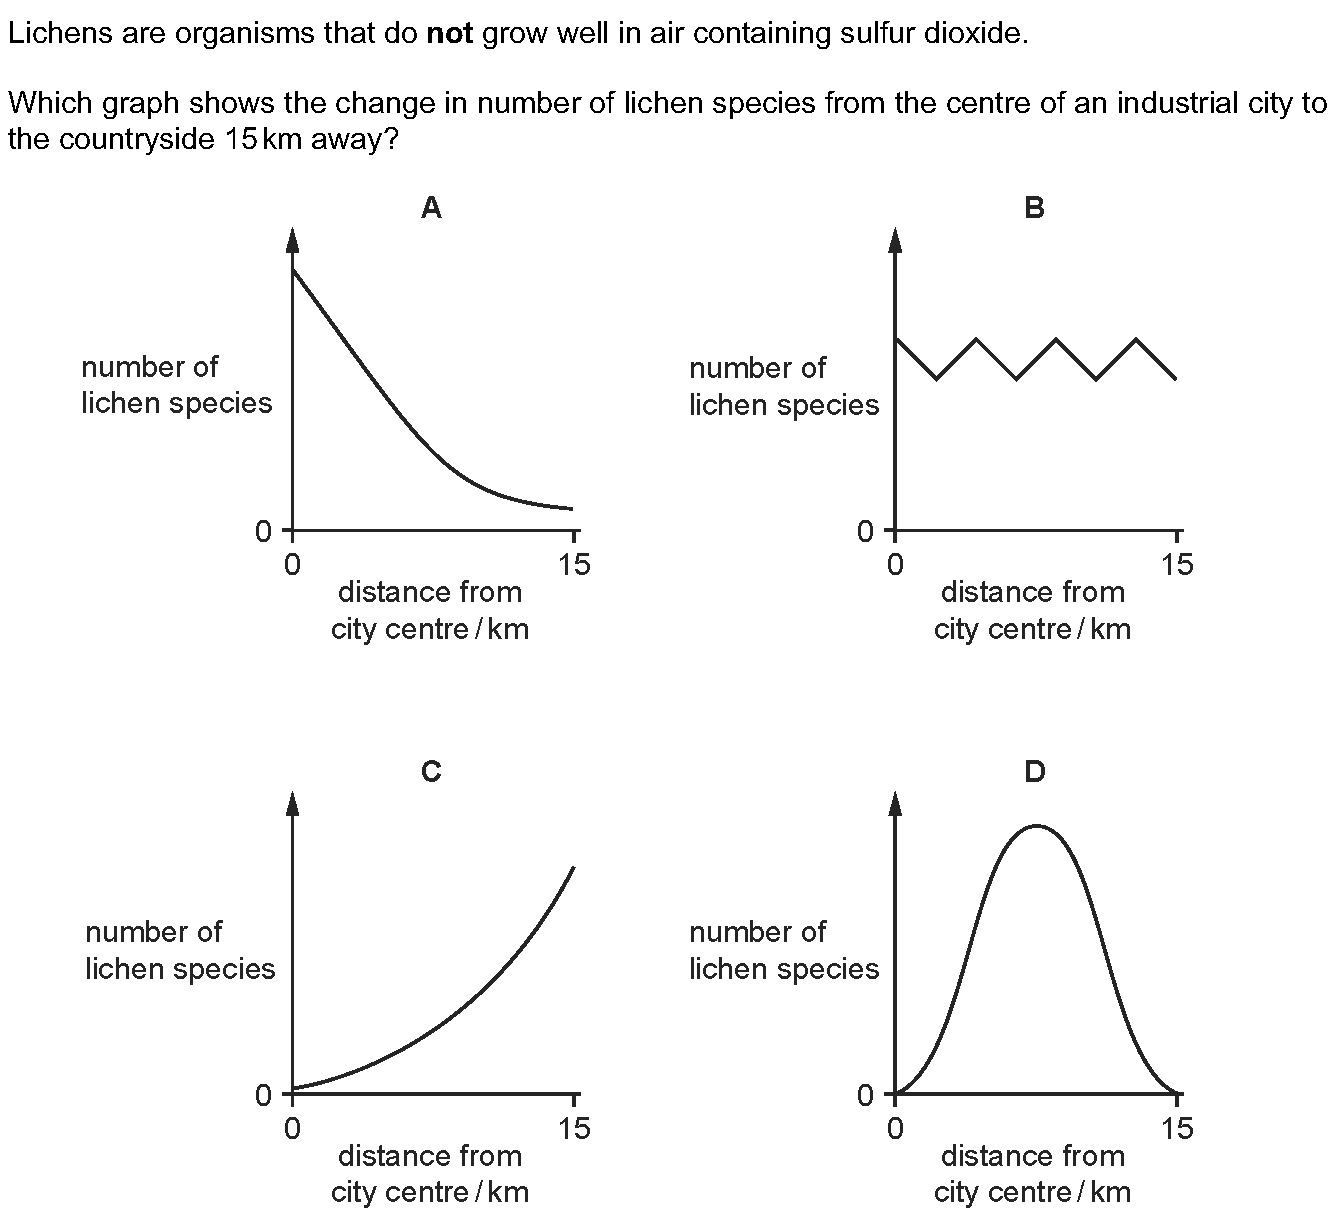 Lichens are organisms that do not grow well in air containing sulfur dioxide.
Which graph shows the change in number of lichen species from the centre of an industrial city to
the countryside 15 km away?
A
number of
lichen species
0
0
15
distance from
city centre / km
B
number of
lichen species
0
0
15
distance from
city centre / km
C
number of
lichen species
0
0
15
distance from
city centre / km
D
number of
lichen species
0
0
15
distance from
city centre / km